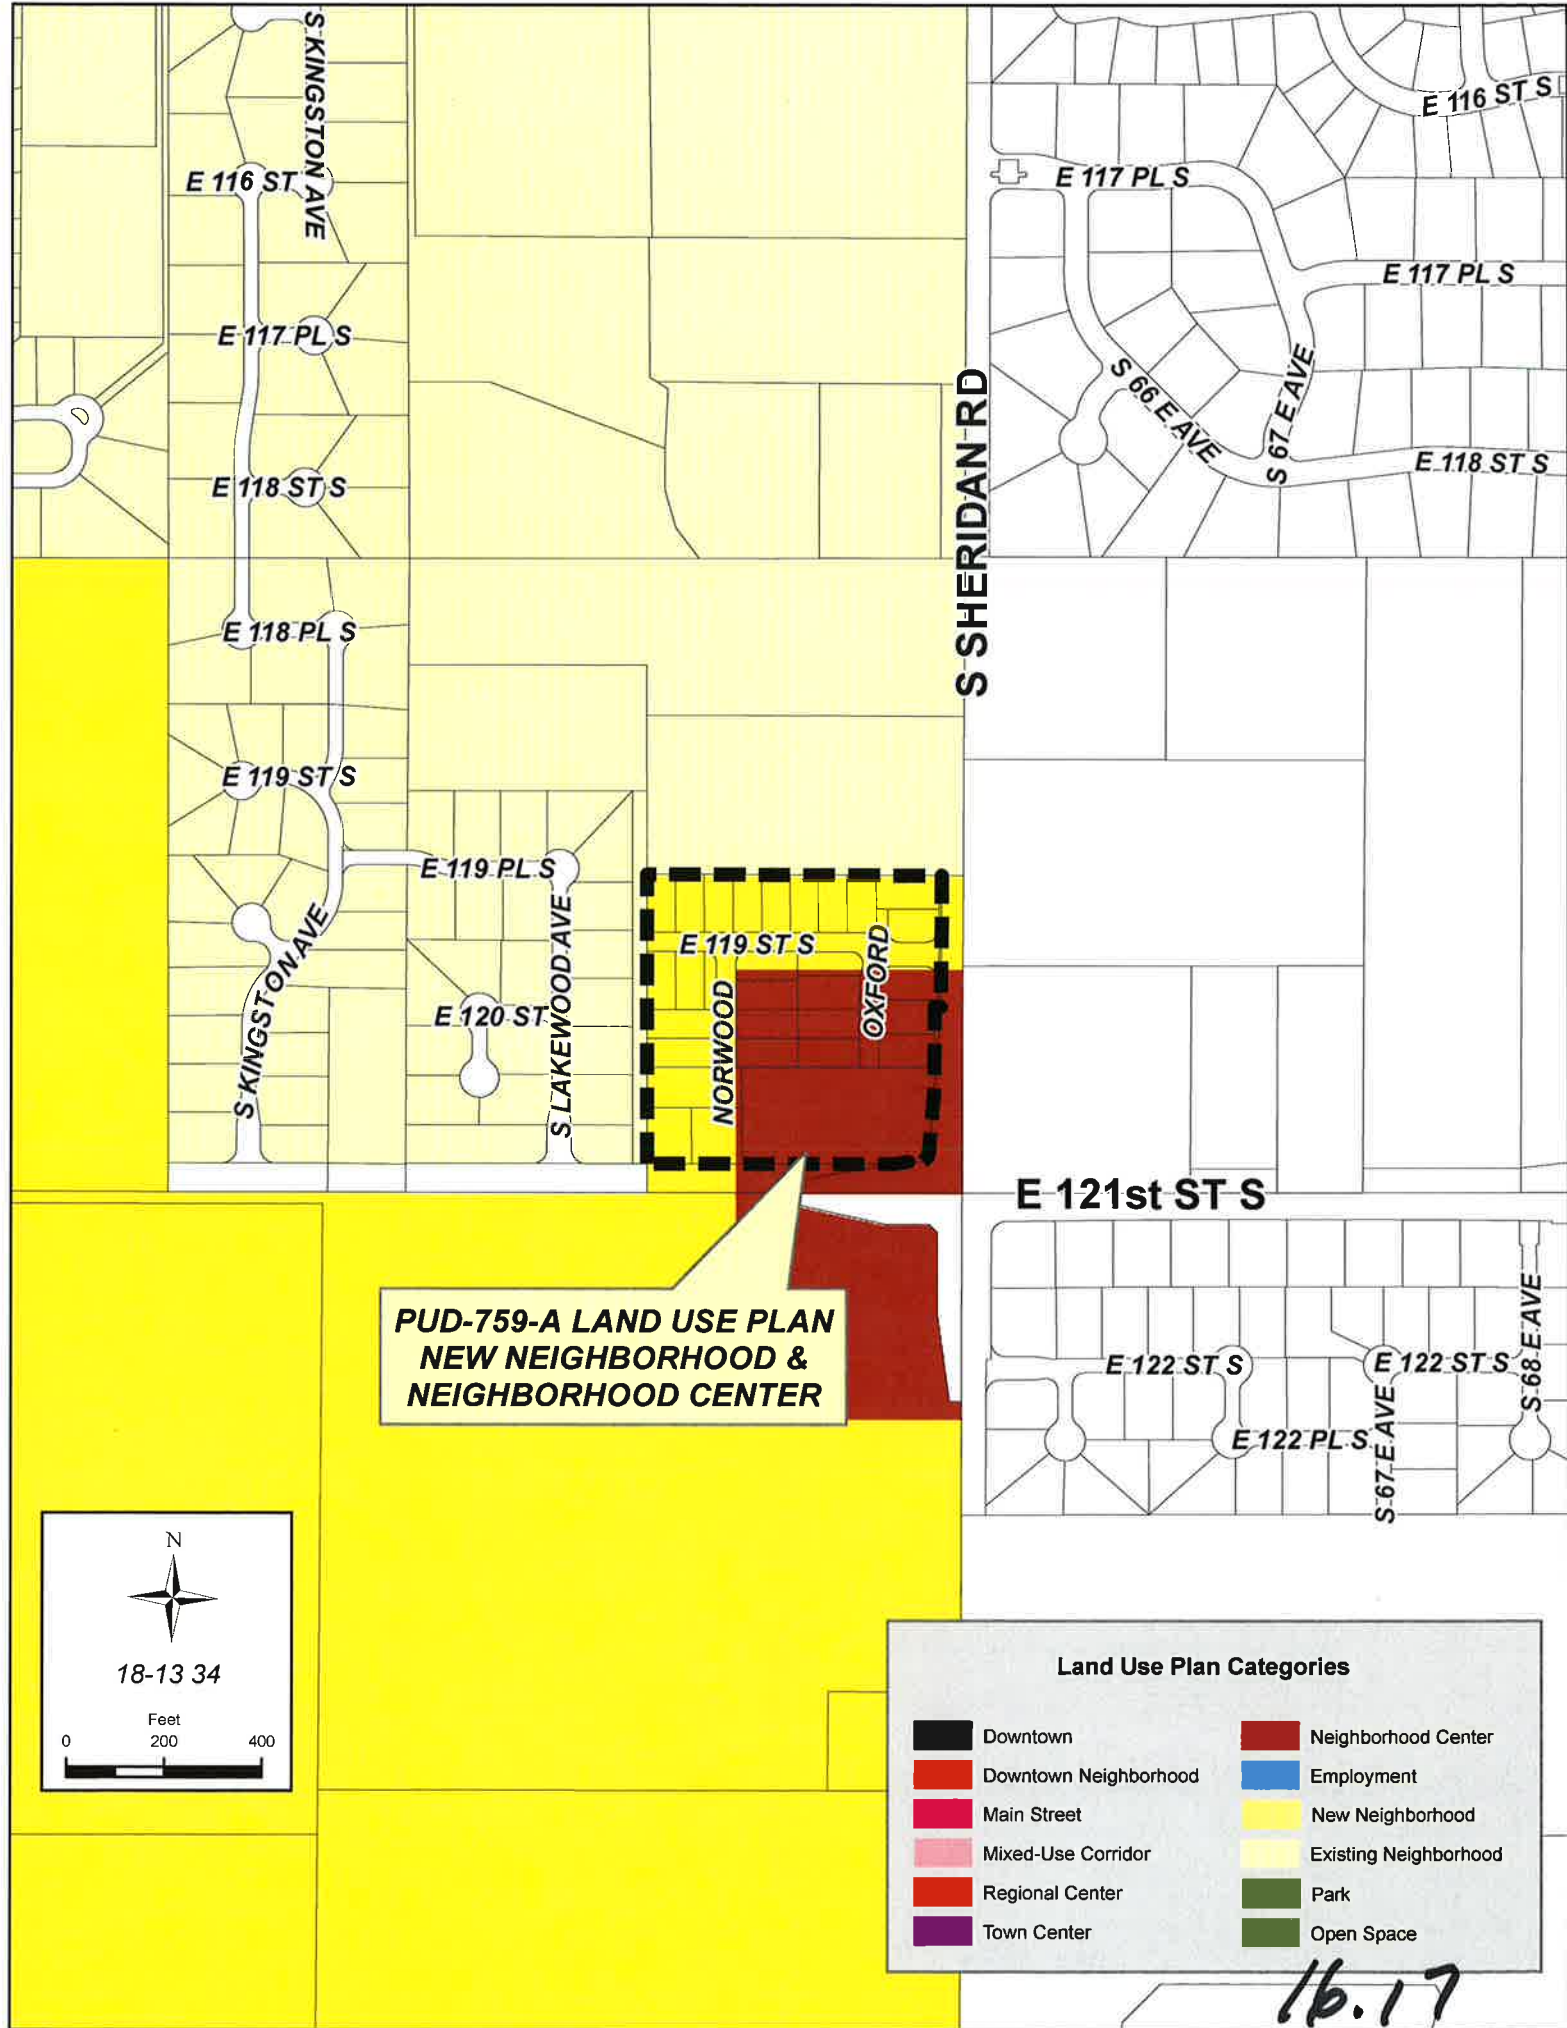 S KINGSTON AVE
E 116 ST S
E 116 ST
E 117 PL S
E 117 PL S
E 117 PL S
S 66 E AVE
S 67 E AVE
S SHERIDAN RD
E 118 ST S
E 118 ST S
E 118 PL S
E 119 ST S
E 119 PL S
S KINGSTON AVE
S LAKEWOOD AVE
E 119 ST S
OXFORD
NORWOOD
E 120 ST
E 121st ST S
PUD-759-A LAND USE PLAN
NEW NEIGHBORHOOD &
NEIGHBORHOOD CENTER
E 122 ST S
E 122 ST S
S 68 E AVE
E 122 PL S
S 67 E AVE
N
18-13 34
Feet
0 200 400
Land Use Plan Categories
Downtown
Downtown Neighborhood
Main Street
Mixed-Use Corridor
Regional Center
Town Center
Neighborhood Center
Employment
New Neighborhood
Existing Neighborhood
Park
Open Space
16.17